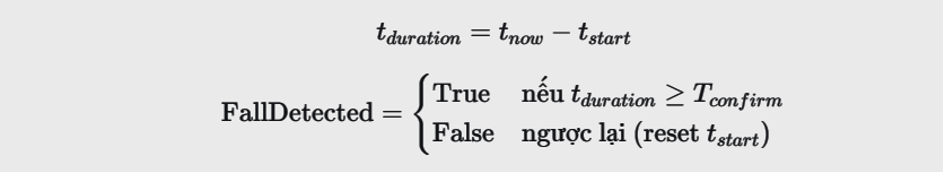 t_duration = t_now − t_start
FallDetected = { True nếu t_duration ≥ T_confirm
False ngược lại (reset t_start)